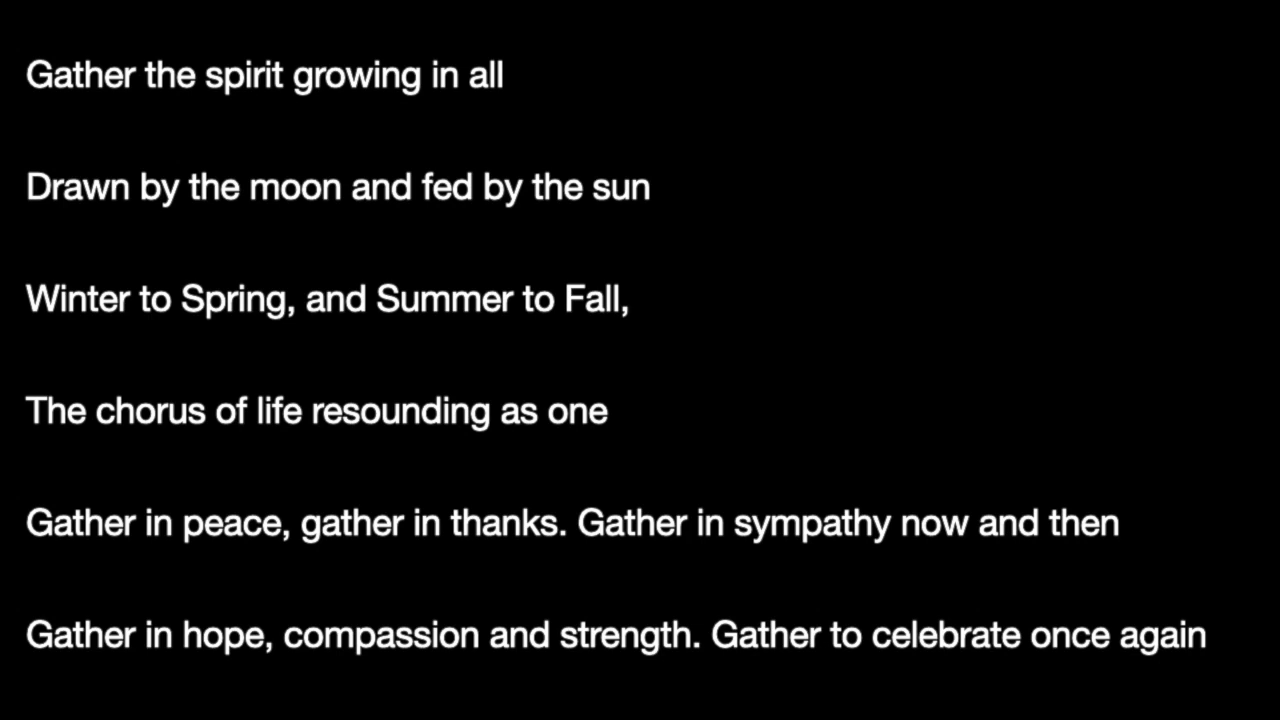 Gather the spirit growing in all
Drawn by the moon and fed by the sun
Winter to Spring, and Summer to Fall,
The chorus of life resounding as one
Gather in peace, gather in thanks. Gather in sympathy now and then
Gather in hope, compassion and strength. Gather to celebrate once again